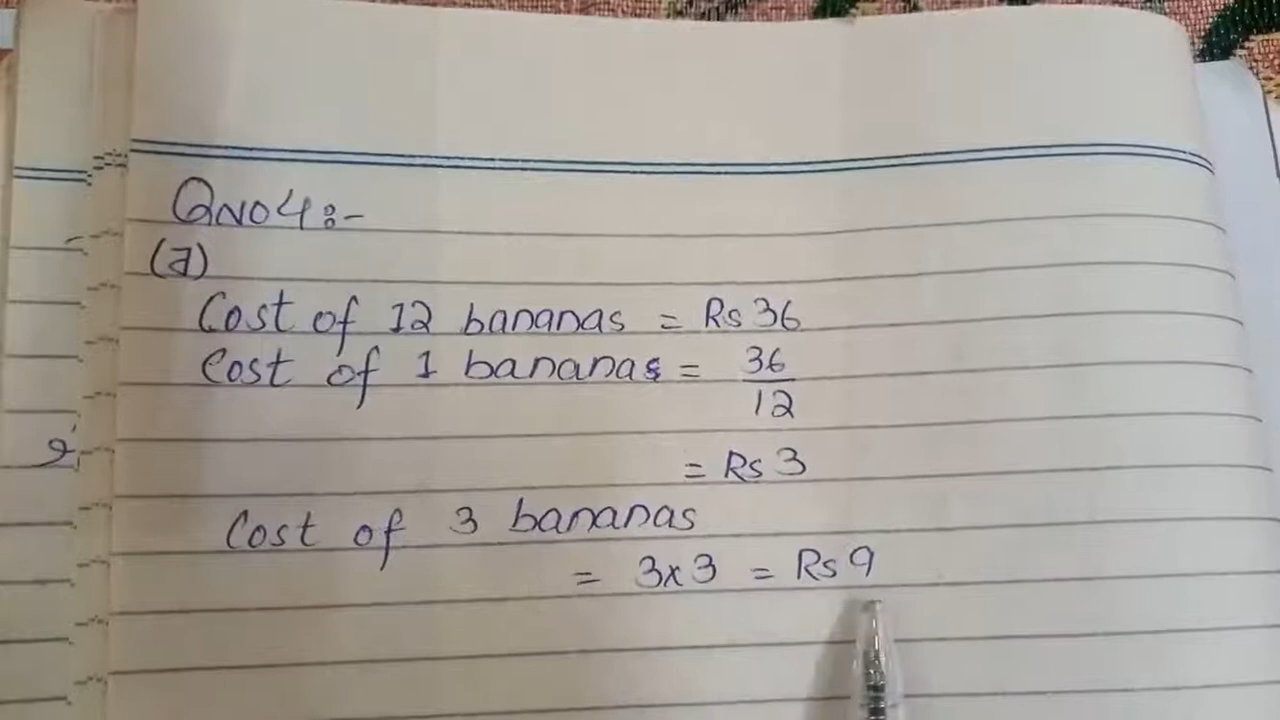 QNO4:-
(a)
Cost of 12 bananas = Rs 36
Cost of 1 bananas = 36
12
= Rs 3
Cost of 3 bananas
= 3x3 = Rs 9